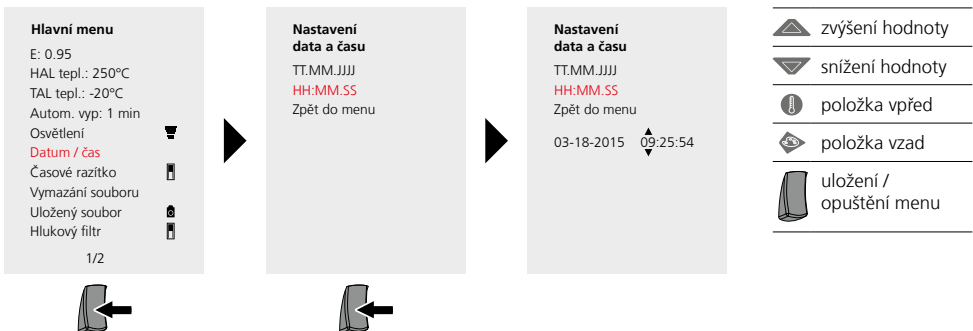 Hlavní menu
E: 0.95
HAL tepl.: 250°C
TAL tepl.: -20°C
Autom. vyp: 1 min
Osvětlení
Datum / čas
Časové razítko
Vymazání souboru
Uložený soubor
Hlukový filtr
1/2
Nastavení
data a času
TT.MM.JJJJ
HH:MM.SS
Zpět do menu
Nastavení
data a času
TT.MM.JJJJ
HH:MM.SS
Zpět do menu
03-18-2015 09:25:54
zvýšení hodnoty
snížení hodnoty
položka vpřed
položka vzad
uložení /
opuštění menu